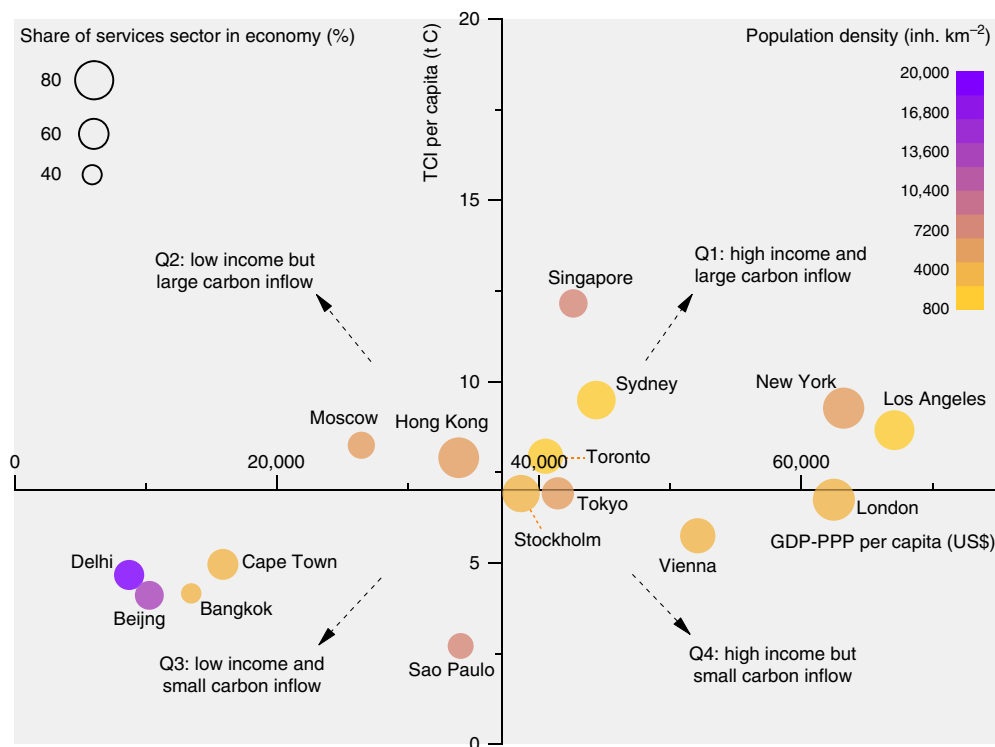 Share of services sector in economy (%)
80
60
40
TCI per capita (t C)
20
15
10
5
0
Population density (inh. km−2)
20,000
16,800
13,600
10,400
7200
4000
800
Q2: low income but
large carbon inflow
Q1: high income and
large carbon inflow
Singapore
Sydney
New York
Los Angeles
Moscow
Hong Kong
Toronto
0
20,000
40,000
60,000
Tokyo
Stockholm
London
GDP-PPP per capita (US$)
Vienna
Delhi
Cape Town
Beijng
Bangkok
Sao Paulo
Q3: low income and
small carbon inflow
Q4: high income but
small carbon inflow